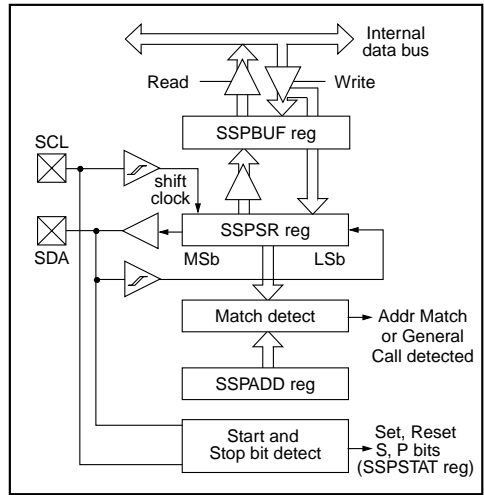 Internal
data bus
Read
Write
SSPBUF reg
SCL
shift
clock
SSPSR reg
SDA
MSb
LSb
Match detect
Addr Match
or General
Call detected
SSPADD reg
Start and
Stop bit detect
Set, Reset
S, P bits
(SSPSTAT reg)